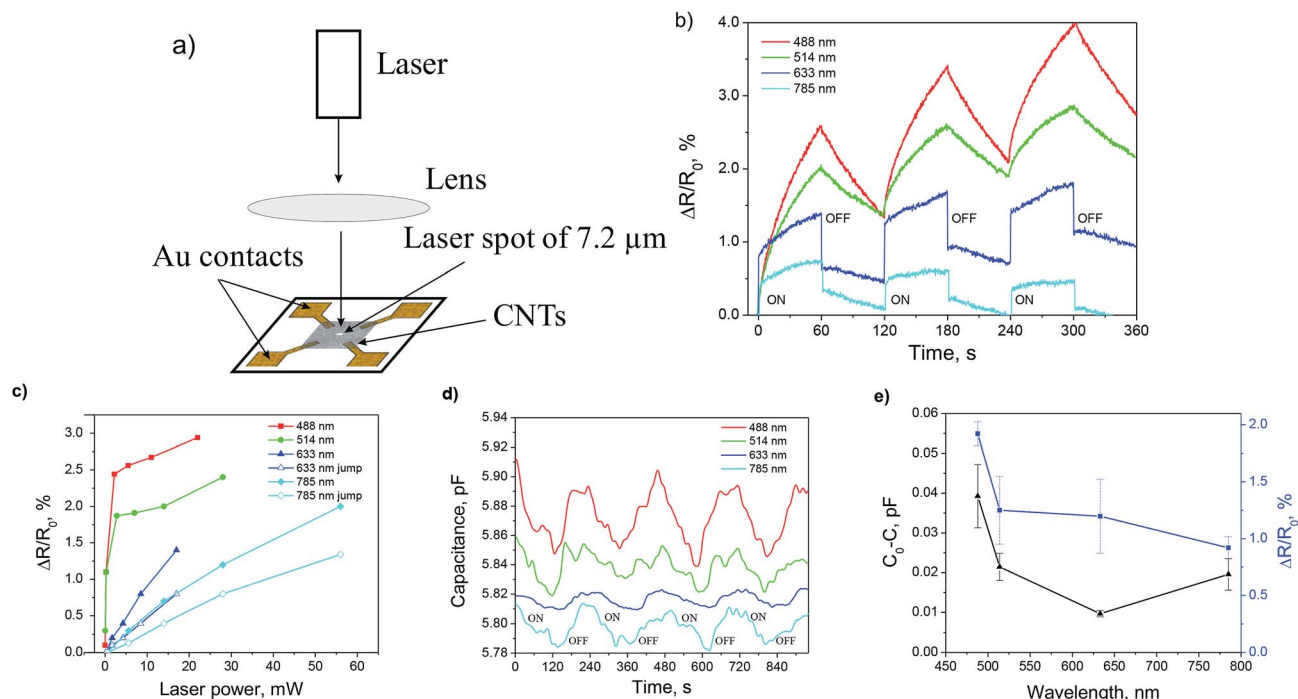 a)
Laser
Lens
Laser spot of 7.2 µm
Au contacts
CNTs
b)
4.0
3.0
2.0
1.0
0.0
ΔR/R0, %
488 nm
514 nm
633 nm
785 nm
OFF
OFF
OFF
ON
ON
ON
0 60 120 180 240 300 360
Time, s
c)
3.0
2.5
2.0
1.5
1.0
0.5
0.0
ΔR/R0, %
488 nm
514 nm
633 nm
633 nm jump
785 nm
785 nm jump
0 10 20 30 40 50 60
Laser power, mW
d)
5.94
5.92
5.90
5.88
5.86
5.84
5.82
5.80
5.78
Capacitance, pF
488 nm
514 nm
633 nm
785 nm
ON ON ON ON
OFF OFF OFF OFF
0 120 240 360 480 600 720 840
Time, s
e)
0.06
0.05
0.04
0.03
0.02
0.01
0.00
C0-C, pF
2.0
1.5
1.0
0.5
0.0
ΔR/R0, %
450 500 550 600 650 700 750 800
Wavelength, nm